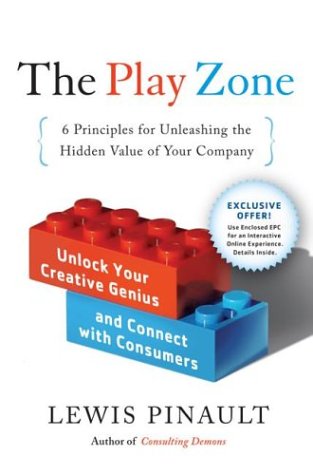 The Play Zone
6 Principles for Unleashing the
Hidden Value of Your Company
EXCLUSIVE
OFFER!
Use Enclosed EPC
for an Interactive
Online Experience.
Details Inside.
Unlock Your
Creative Genius
and Connect
with Consumers
LEWIS PINAULT
Author of Consulting Demons